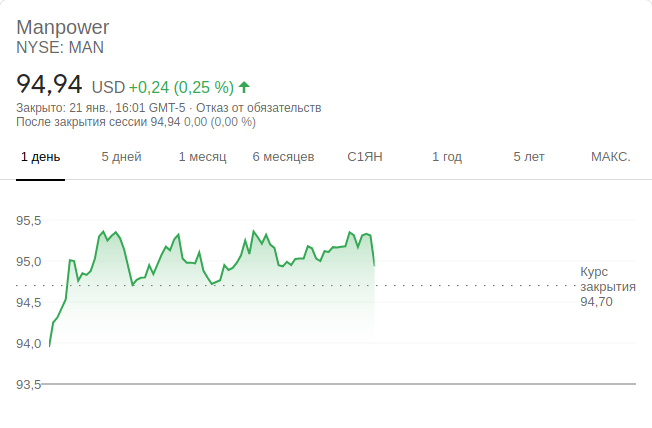 Manpower
NYSE: MAN
94,94 USD +0,24 (0,25 %)
Закрыто: 21 янв., 16:01 GMT-5 · Отказ от обязательств
После закрытия сессии 94,94 0,00 (0,00 %)
1 день 5 дней 1 месяц 6 месяцев С1ЯН 1 год 5 лет МАКС.
95,5
95,0
Курс
закрытия
94,70
94,5
94,0
93,5